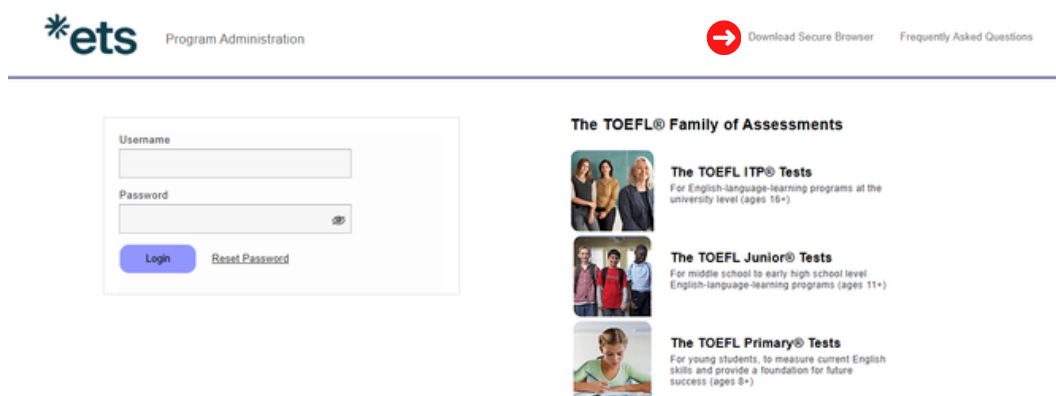 *ets
Program Administration
Download Secure Browser
Frequently Asked Questions
Username
Password
Login
Reset Password
The TOEFL® Family of Assessments
The TOEFL ITP® Tests
For English-language-learning programs at the
university level (ages 16+)
The TOEFL Junior® Tests
For middle school to early high school level
English-language-learning programs (ages 11+)
The TOEFL Primary® Tests
For young students, to measure current English
skills and provide a foundation for future
success (ages 8+)